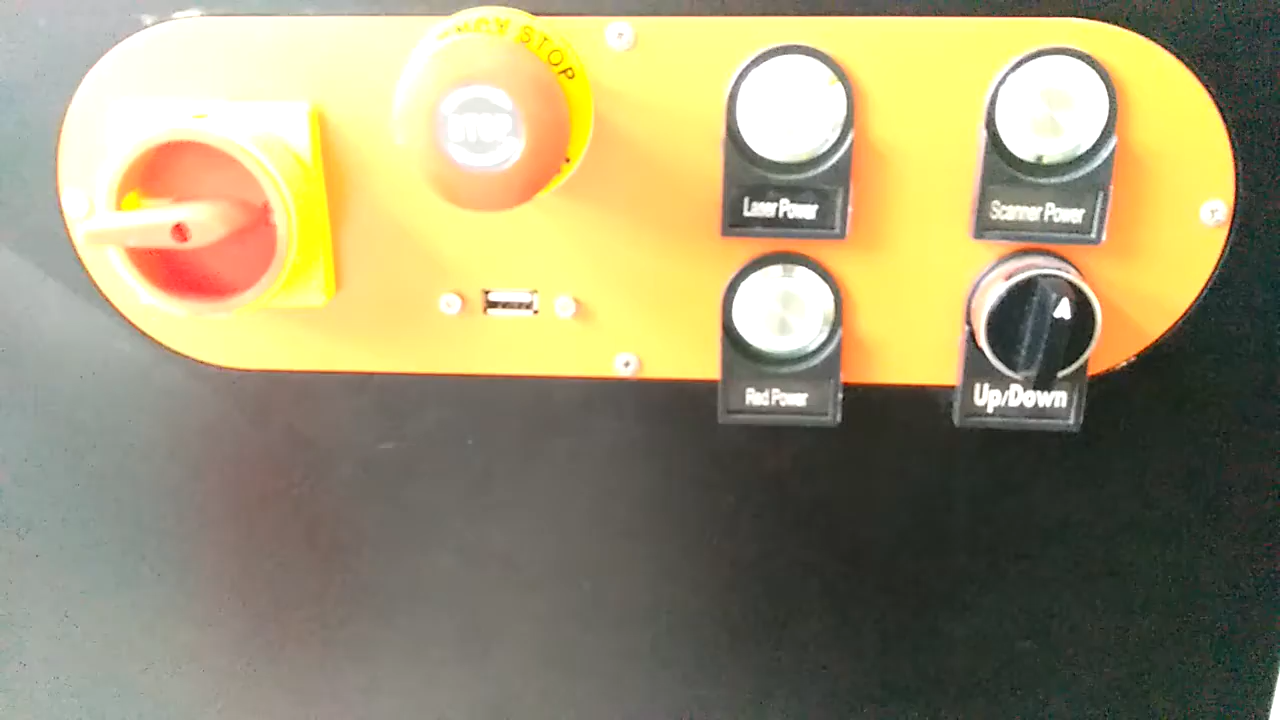 STOP
STOP
Laser Power
Scanner Power
Red Power
Up/Down